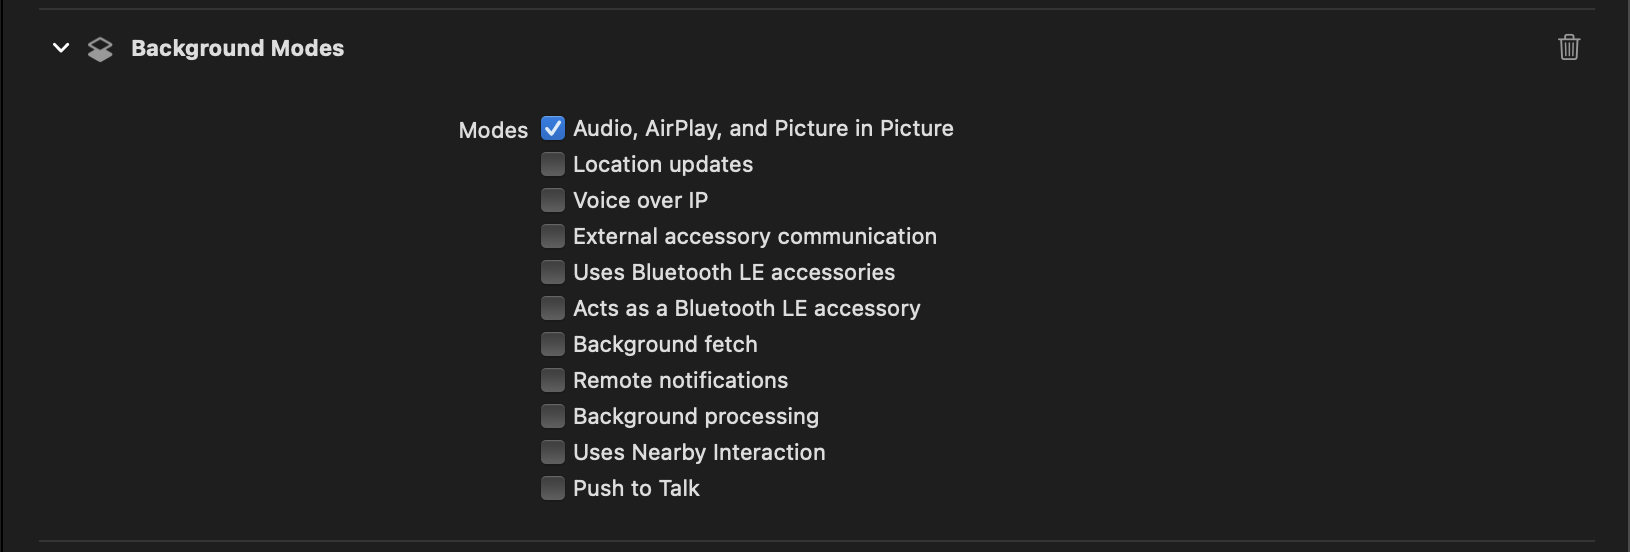 Background Modes
Modes
Audio, AirPlay, and Picture in Picture
Location updates
Voice over IP
External accessory communication
Uses Bluetooth LE accessories
Acts as a Bluetooth LE accessory
Background fetch
Remote notifications
Background processing
Uses Nearby Interaction
Push to Talk